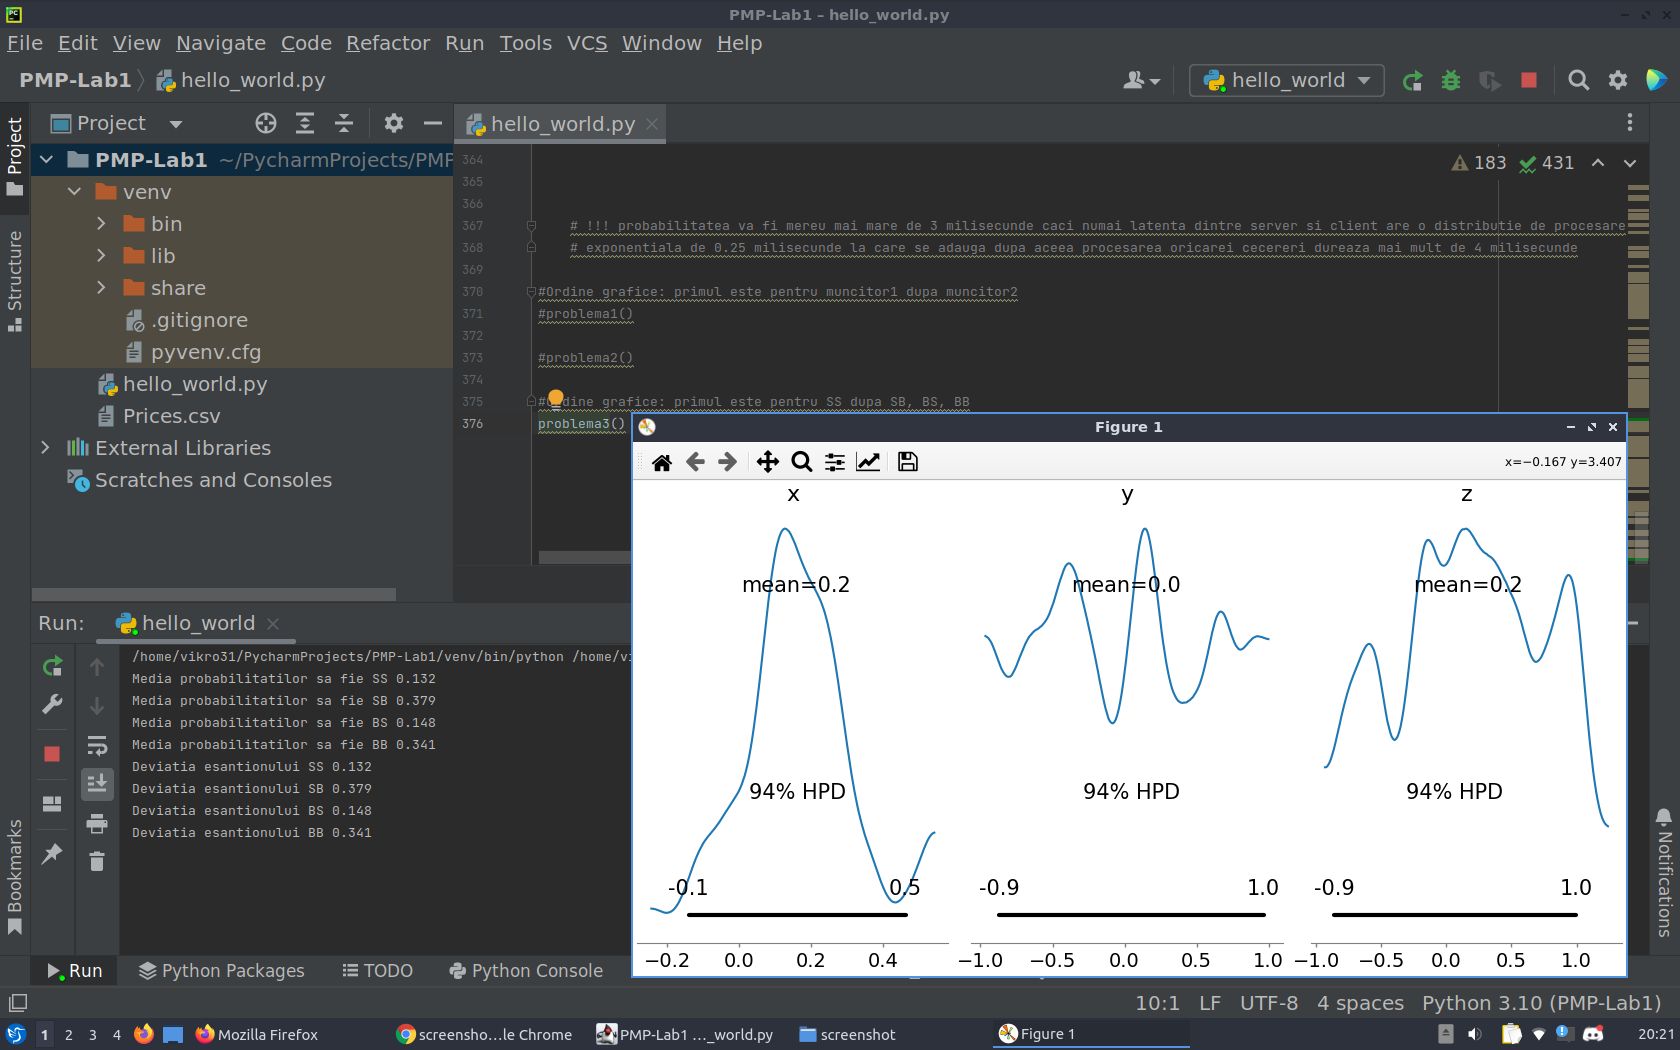 PMP-Lab1 – hello_world.py
File Edit View Navigate Code Refactor Run Tools VCS Window Help
PMP-Lab1 hello_world.py
hello_world
Project
hello_world.py
Project
Structure
Bookmarks
Notifications
PMP-Lab1 ~/PycharmProjects/PMP
venv
bin
lib
share
.gitignore
pyvenv.cfg
hello_world.py
Prices.csv
External Libraries
Scratches and Consoles
183 431
364
365
366
367 # !!! probabilitatea va fi mereu mai mare de 3 milisecunde caci numai latenta dintre server si client are o distributie de procesare
368 # exponentiala de 0.25 milisecunde la care se adauga dupa aceea procesarea oricarei cecereri dureaza mai mult de 4 milisecunde
369
370 #Ordine grafice: primul este pentru muncitor1 dupa muncitor2
371 #problema1()
372
373 #problema2()
374
375 #Ordine grafice: primul este pentru SS dupa SB, BS, BB
376 problema3()
Figure 1
x=−0.167 y=3.407
x y z
mean=0.2 mean=0.0 mean=0.2
94% HPD 94% HPD 94% HPD
-0.1 0.5 -0.9 1.0 -0.9 1.0
−0.2 0.0 0.2 0.4 −1.0 −0.5 0.0 0.5 1.0 −1.0 −0.5 0.0 0.5 1.0
Run: hello_world
/home/vikro31/PycharmProjects/PMP-Lab1/venv/bin/python /home/vi
Media probabilitatilor sa fie SS 0.132
Media probabilitatilor sa fie SB 0.379
Media probabilitatilor sa fie BS 0.148
Media probabilitatilor sa fie BB 0.341
Deviatia esantionului SS 0.132
Deviatia esantionului SB 0.379
Deviatia esantionului BS 0.148
Deviatia esantionului BB 0.341
Run Python Packages TODO Python Console
10:1 LF UTF-8 4 spaces Python 3.10 (PMP-Lab1)
1 2 3 4 Mozilla Firefox screensho...le Chrome PMP-Lab1 ..._world.py screenshot Figure 1 20:21